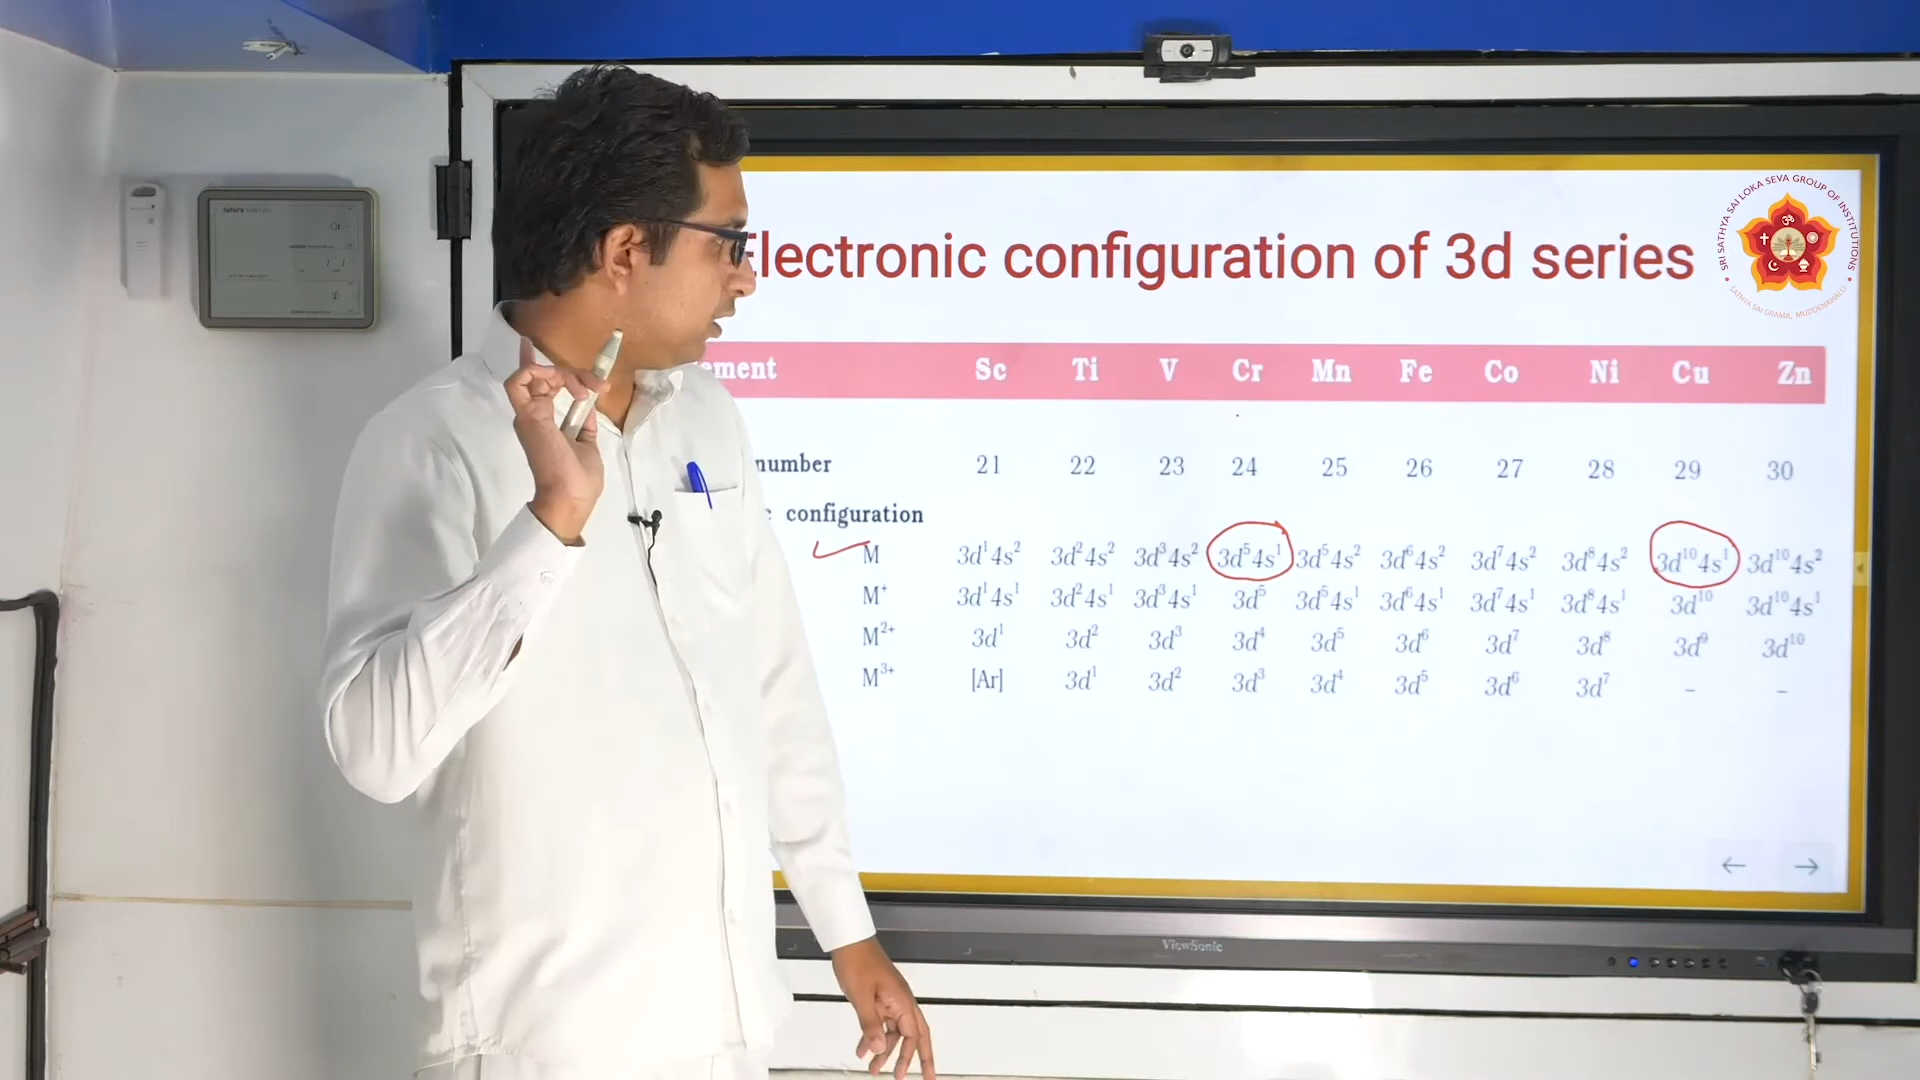 SRI SATHYA SAI LOKA SEVA GROUP OF INSTITUTIONS
SATHYA SAI GRAMA, MUDDENAHALLI
Electronic configuration of 3d series
ement Sc Ti V Cr Mn Fe Co Ni Cu Zn
number 21 22 23 24 25 26 27 28 29 30
c configuration
M 3d¹4s² 3d²4s² 3d³4s² 3d⁵4s¹ 3d⁵4s² 3d⁶4s² 3d⁷4s² 3d⁸4s² 3d¹⁰4s¹ 3d¹⁰4s²
M⁺ 3d¹4s¹ 3d²4s¹ 3d³4s¹ 3d⁵ 3d⁵4s¹ 3d⁶4s¹ 3d⁷4s¹ 3d⁸4s¹ 3d¹⁰ 3d¹⁰4s¹
M²⁺ 3d¹ 3d² 3d³ 3d⁴ 3d⁵ 3d⁶ 3d⁷ 3d⁸ 3d⁹ 3d¹⁰
M³⁺ [Ar] 3d¹ 3d² 3d³ 3d⁴ 3d⁵ 3d⁶ 3d⁷ – –
ViewSonic